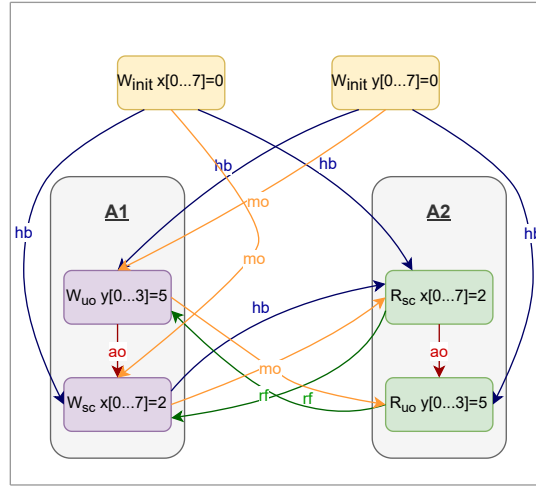 W_init x[0...7]=0
W_init y[0...7]=0
hb
hb
mo
A1
A2
hb
hb
mo
W_uo y[0...3]=5
R_sc x[0...7]=2
hb
ao
ao
mo
W_sc x[0...7]=2
rf
rf
R_uo y[0...3]=5